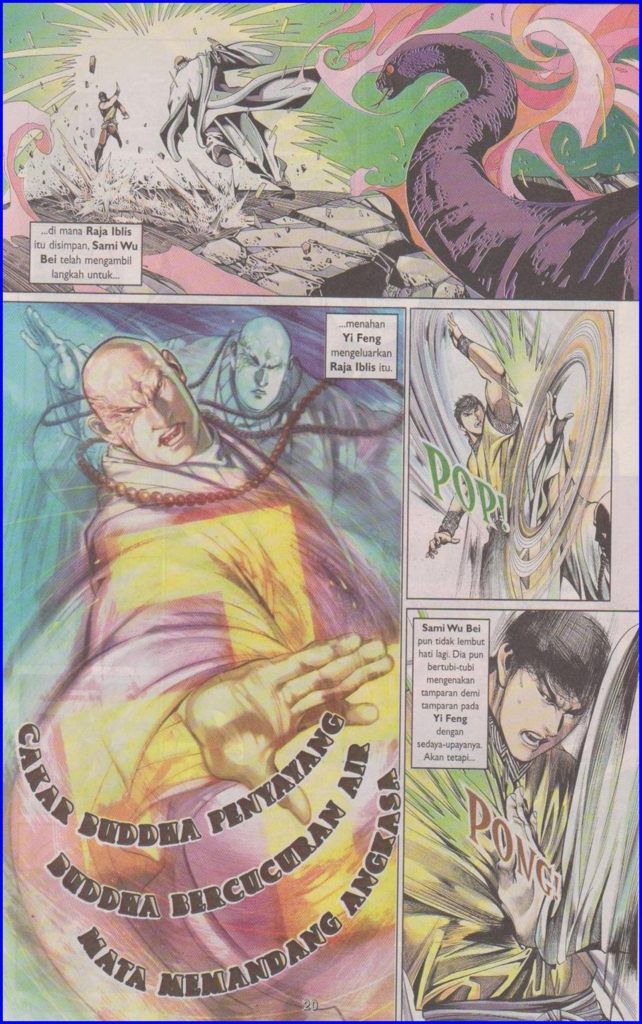 ...di mana Raja Iblis
itu disimpan, Sami Wu
Bei telah mengambil
langkah untuk...
...menahan
Yi Feng
mengeluarkan
Raja Iblis itu.
POP!
Sami Wu Bei
pun tidak lembut
hati lagi. Dia pun
bertubi-tubi
mengenakan
tamparan demi
tamparan pada
Yi Feng
dengan
sedaya-upayanya.
Akan tetapi...
PONG!
CAKAR BUDDHA PENYAYANG
BUDDHA BERCUCURAN AIR
MATA MEMANDANG ANGKASA
20